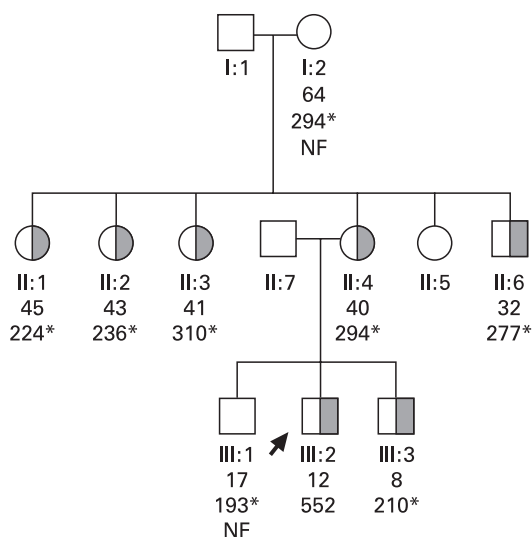 I:1 I:2
64
294*
NF
II:1 II:2 II:3 II:7 II:4 II:5 II:6
45 43 41 40 32
224* 236* 310* 294* 277*
III:1 III:2 III:3
17 12 8
193* 552 210*
NF